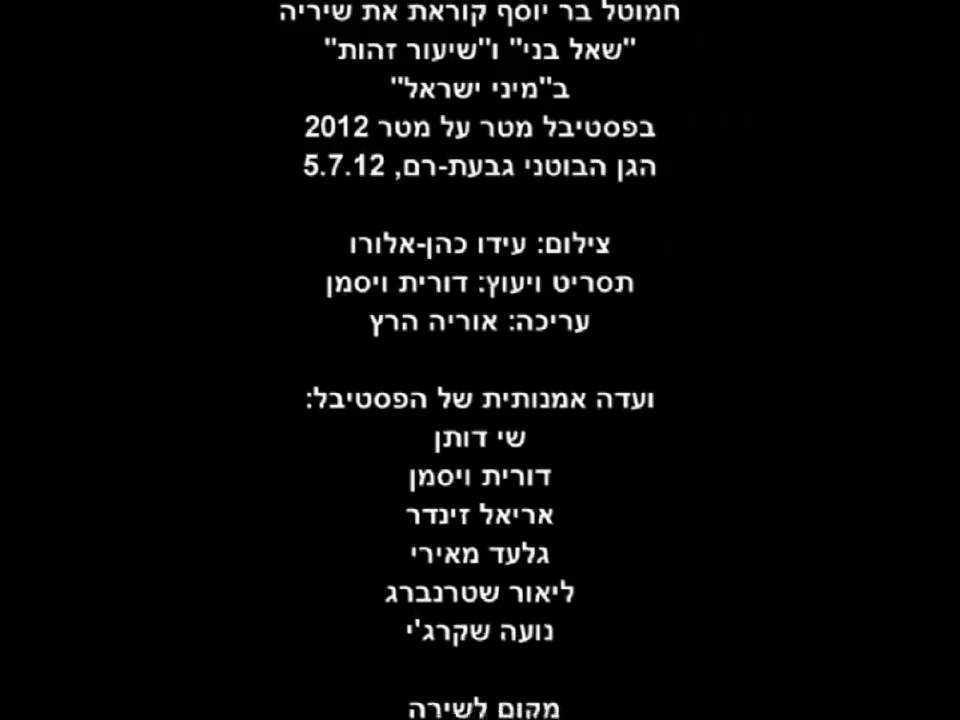 חמוטל בר יוסף קוראת את שיריה
"שאל בני" ו"שיעור זהות"
ב"מיני ישראל"
בפסטיבל מטר על מטר 2012
הגן הבוטני גבעת-רם, 5.7.12
צילום: עידו כהן-אלורו
תסריט ויעוץ: דורית ויסמן
עריכה: אוריה הרץ
ועדה אמנותית של הפסטיבל:
שי דותן
דורית ויסמן
אריאל זינדר
גלעד מאירי
ליאור שטרנברג
נועה שקרג'י
מקום לשירה